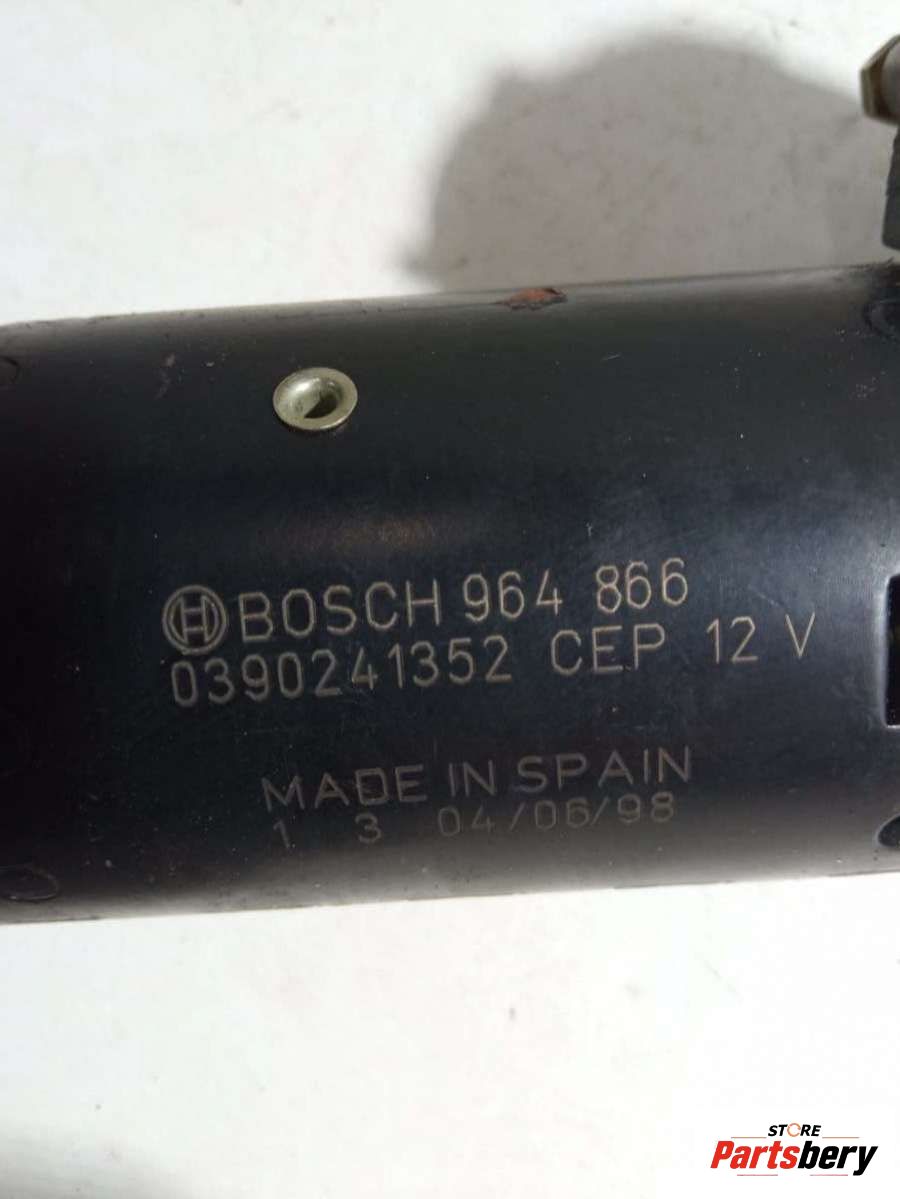 BOSCH 964 866
0390241352 CEP 12 V
MADE IN SPAIN
1 3 04/06/98
STORE
Partsbery